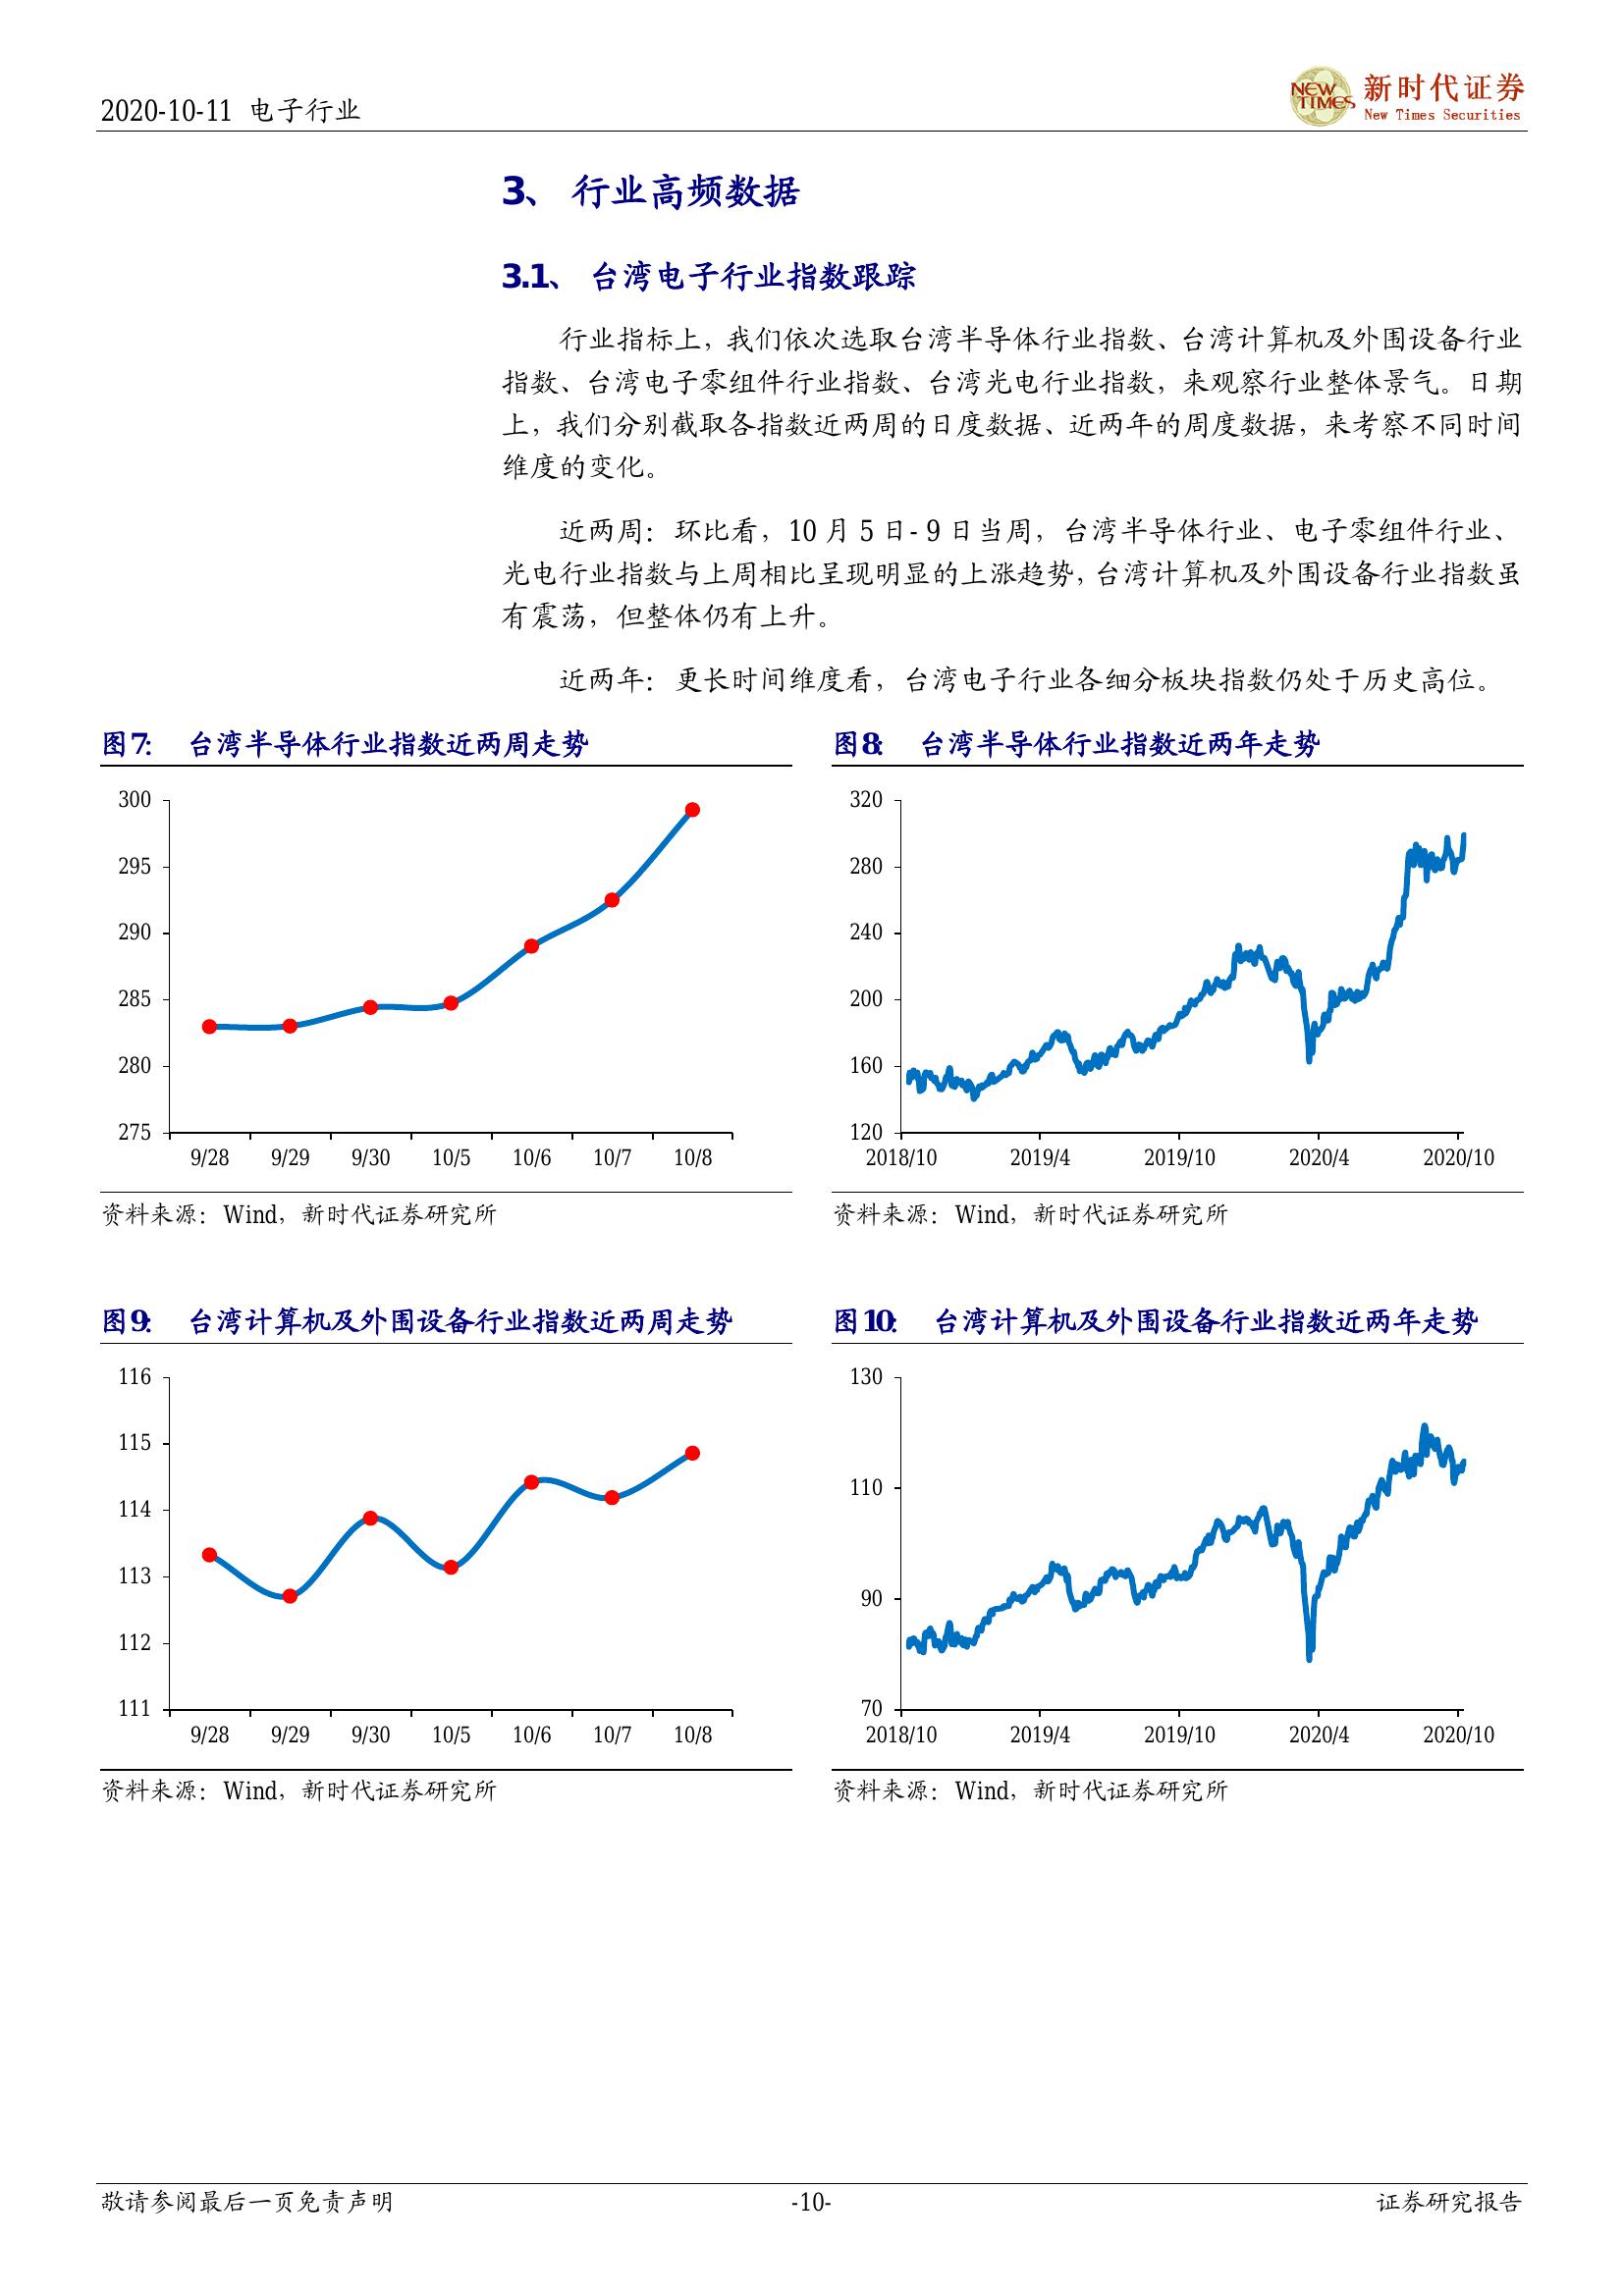 2020-10-11 电子行业
NEW TIMES 新时代证券
New Times Securities
3、 行业高频数据
3.1、 台湾电子行业指数跟踪
行业指标上，我们依次选取台湾半导体行业指数、台湾计算机及外围设备行业
指数、台湾电子零组件行业指数、台湾光电行业指数，来观察行业整体景气。日期
上，我们分别截取各指数近两周的日度数据、近两年的周度数据，来考察不同时间
维度的变化。
近两周：环比看，10 月 5 日- 9 日当周，台湾半导体行业、电子零组件行业、
光电行业指数与上周相比呈现明显的上涨趋势，台湾计算机及外围设备行业指数虽
有震荡，但整体仍有上升。
近两年：更长时间维度看，台湾电子行业各细分板块指数仍处于历史高位。
图7： 台湾半导体行业指数近两周走势
300
295
290
285
280
275
9/28 9/29 9/30 10/5 10/6 10/7 10/8
资料来源：Wind，新时代证券研究所
图8： 台湾半导体行业指数近两年走势
320
280
240
200
160
120
2018/10 2019/4 2019/10 2020/4 2020/10
资料来源：Wind，新时代证券研究所
图9： 台湾计算机及外围设备行业指数近两周走势
116
115
114
113
112
111
9/28 9/29 9/30 10/5 10/6 10/7 10/8
资料来源：Wind，新时代证券研究所
图10： 台湾计算机及外围设备行业指数近两年走势
130
110
90
70
2018/10 2019/4 2019/10 2020/4 2020/10
资料来源：Wind，新时代证券研究所
敬请参阅最后一页免责声明 -10- 证券研究报告